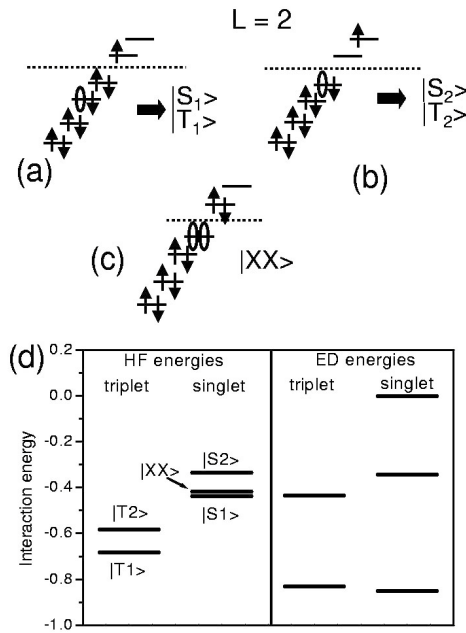 L = 2
(a)
|S1>
|T1>
(b)
|S2>
|T2>
(c)
|XX>
(d)
HF energies
ED energies
triplet
singlet
triplet
singlet
Interaction energy
0.2
0.0
-0.2
-0.4
-0.6
-0.8
-1.0
|S2>
|XX>
|S1>
|T2>
|T1>